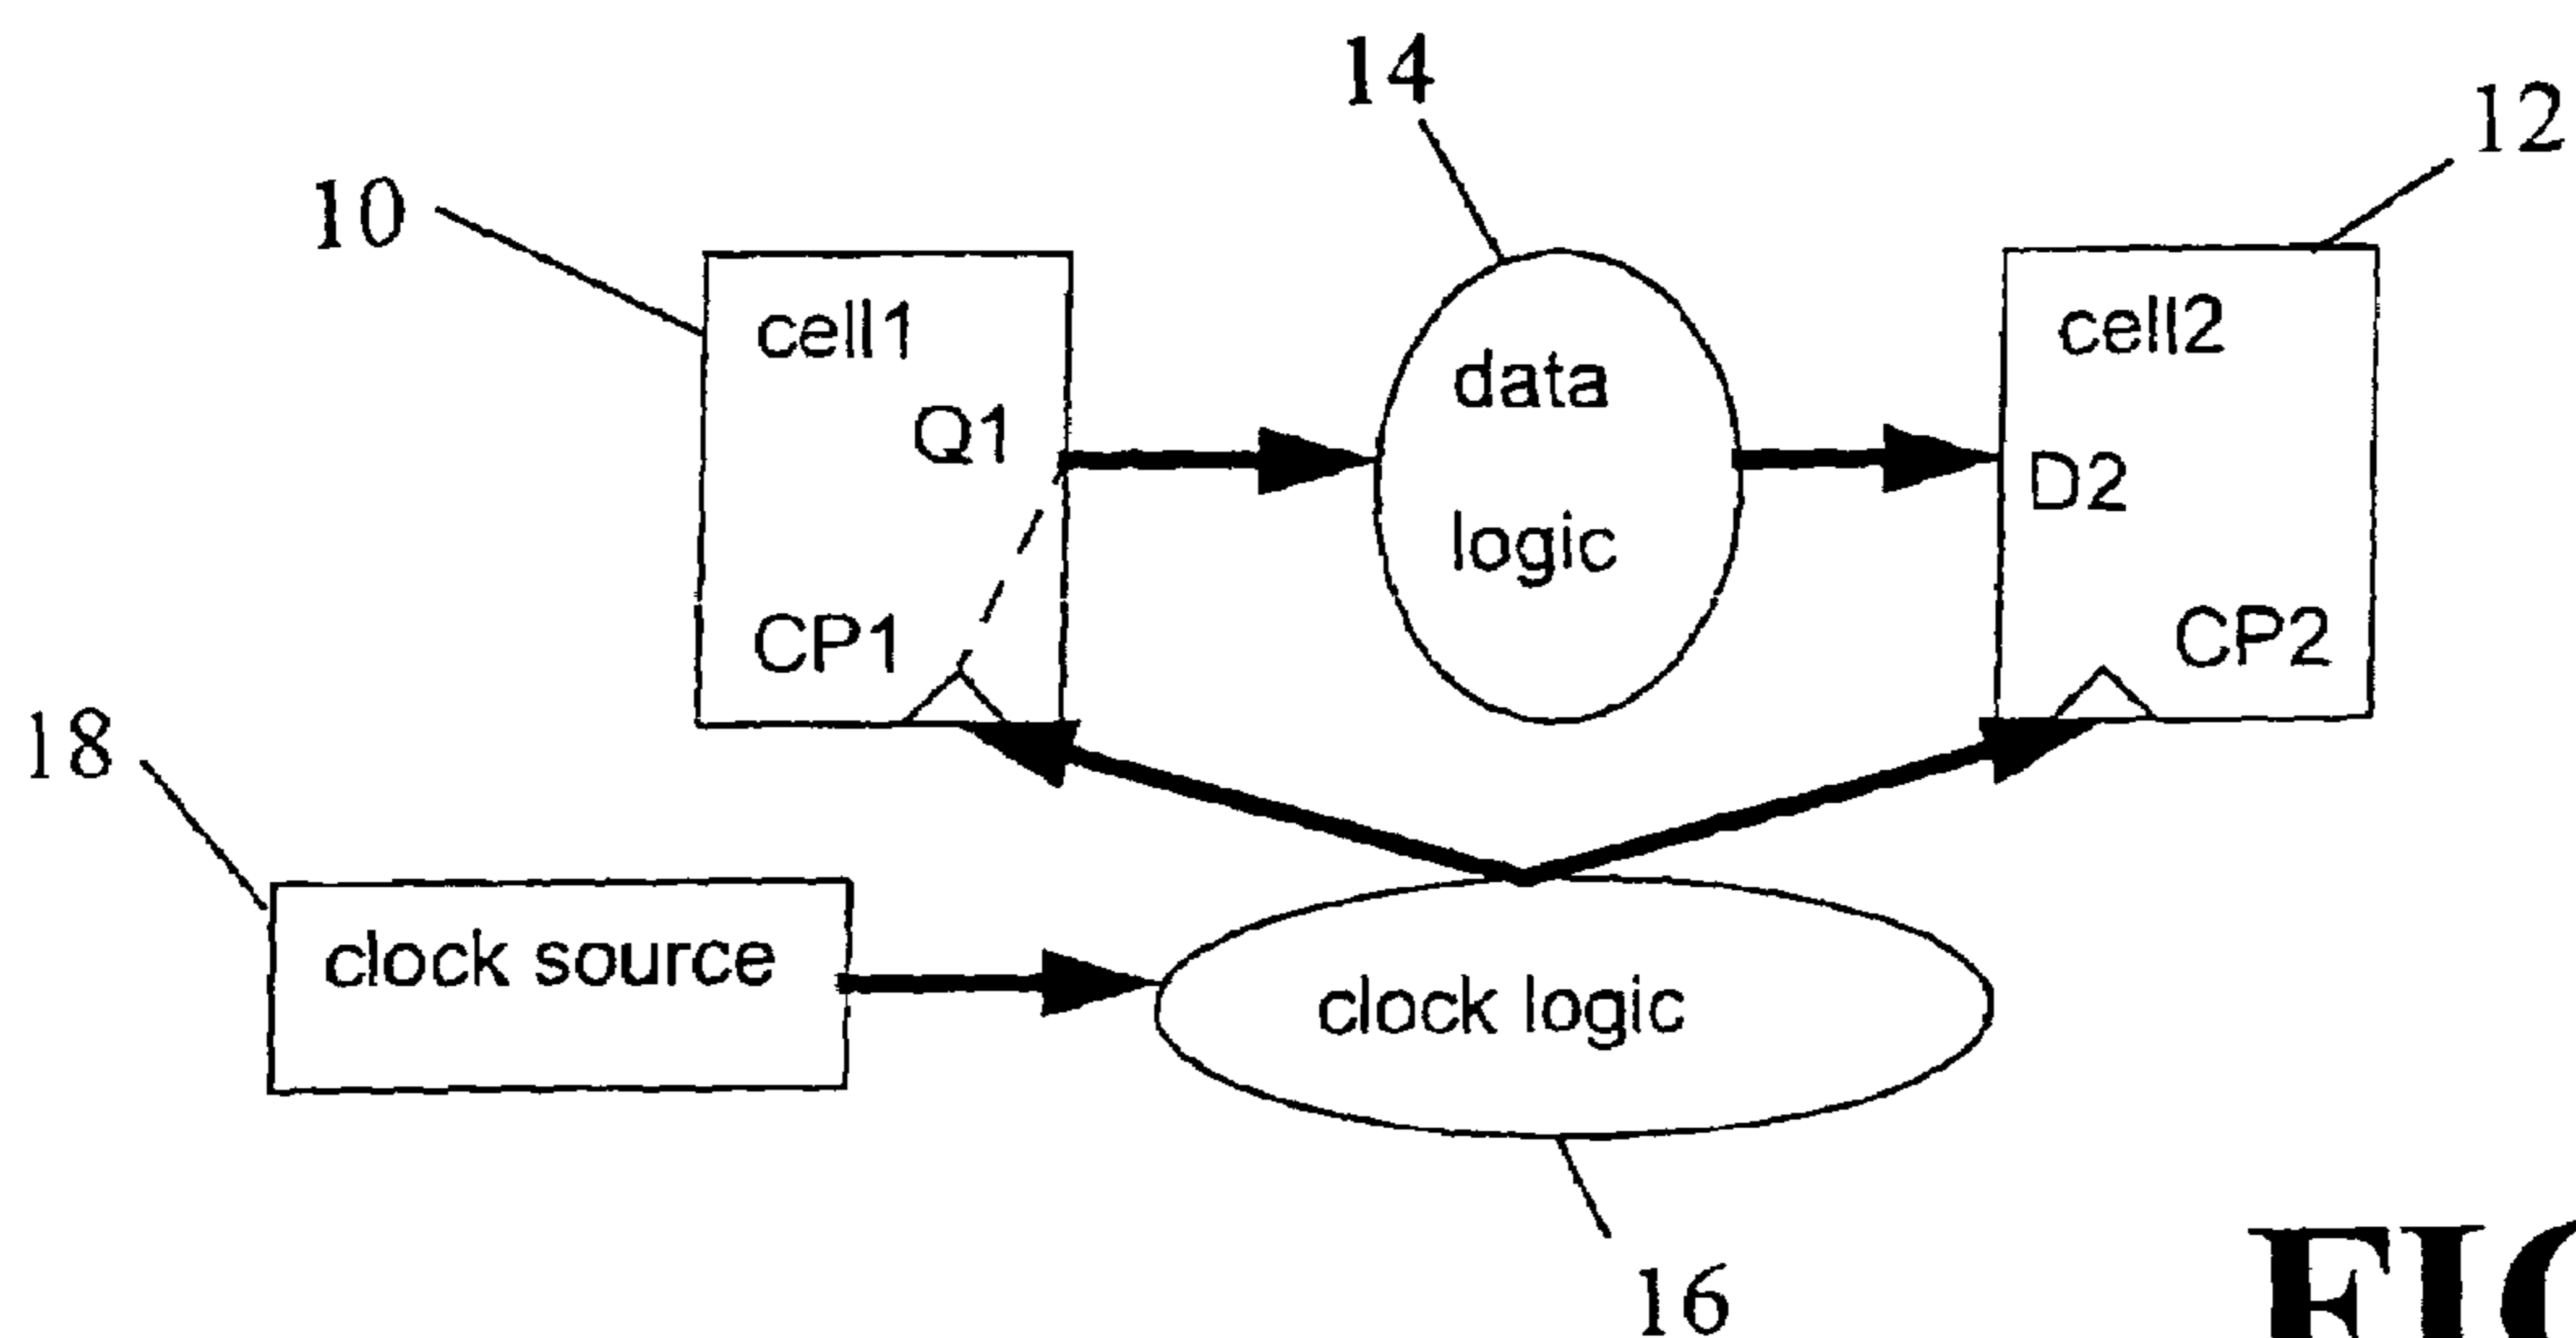 14
12
10
cell1
cell2
data
Q1
D2
logic
CP1
CP2
18
clock source
clock logic
16